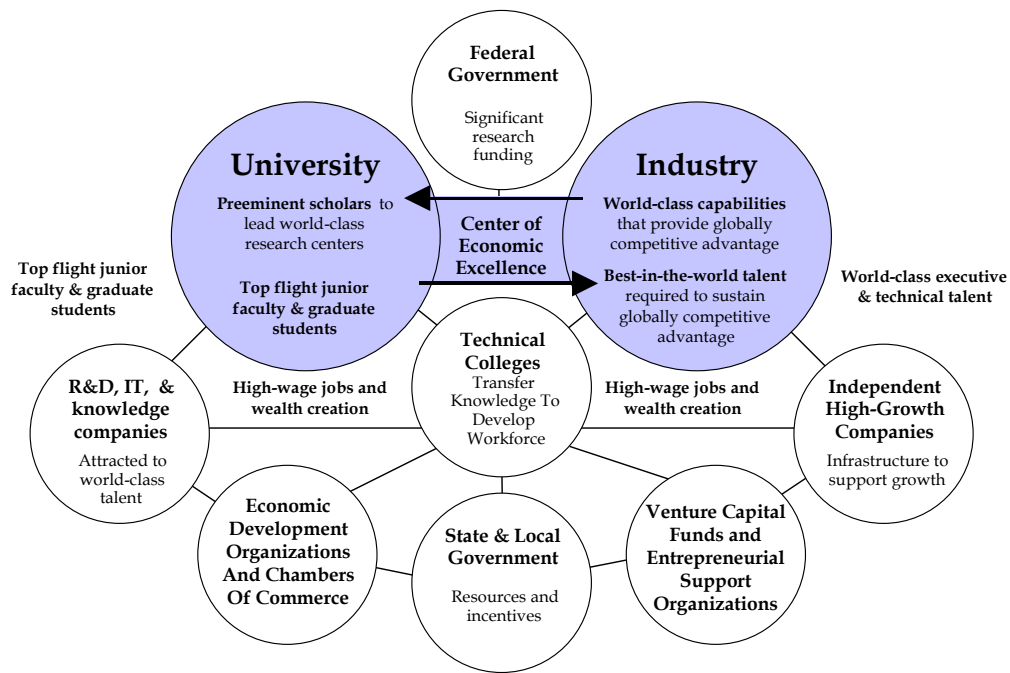 Federal
Government
Significant
research
funding
University
Preeminent scholars to
lead world-class
research centers
Top flight junior
faculty & graduate
students
Center of
Economic
Excellence
Industry
World-class capabilities
that provide globally
competitive advantage
Best-in-the-world talent
required to sustain
globally competitive
advantage
Top flight junior
faculty & graduate
students
World-class executive
& technical talent
Technical
Colleges
Transfer
Knowledge To
Develop
Workforce
High-wage jobs and
wealth creation
High-wage jobs and
wealth creation
R&D, IT, &
knowledge
companies
Attracted to
world-class
talent
Independent
High-Growth
Companies
Infrastructure to
support growth
Economic
Development
Organizations
And Chambers
Of Commerce
State & Local
Government
Resources and
incentives
Venture Capital
Funds and
Entrepreneurial
Support
Organizations